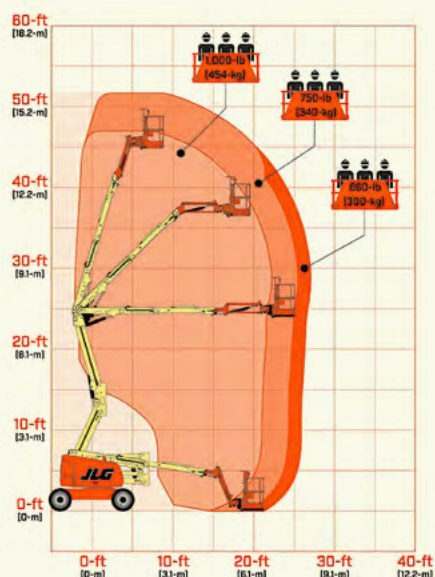 60-ft
[18.2-m]
1,000-lb
(454-kg)
750-lb
(340-kg)
50-ft
[15.2-m]
660-lb
(300-kg)
40-ft
[12.2-m]
30-ft
[9.1-m]
20-ft
[6.1-m]
10-ft
[3.1-m]
JLG
0-ft
[0-m]
0-ft 10-ft 20-ft 30-ft 40-ft
[0-m] [3.1-m] [6.1-m] [9.1-m] [12.2-m]